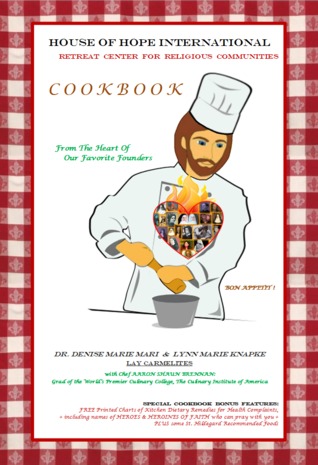 HOUSE OF HOPE INTERNATIONAL
RETREAT CENTER FOR RELIGIOUS COMMUNITIES
COOKBOOK
From The Heart Of
Our Favorite Founders
BON APPETIT !
DR. DENISE MARIE MARI & LYNN MARIE KNAPKE
LAY CARMELITES
with Chef AARON SHAUN BRENNAN:
Grad of the World's Premier Culinary College, The Culinary Institute of America
SPECIAL COOKBOOK BONUS FEATURES:
FREE Printed Charts of Kitchen Dietary Remedies for Health Complaints,
+ including names of HEROES & HEROINES OF FAITH who can pray with you +
PLUS some St. Hildegard Recommended Food!